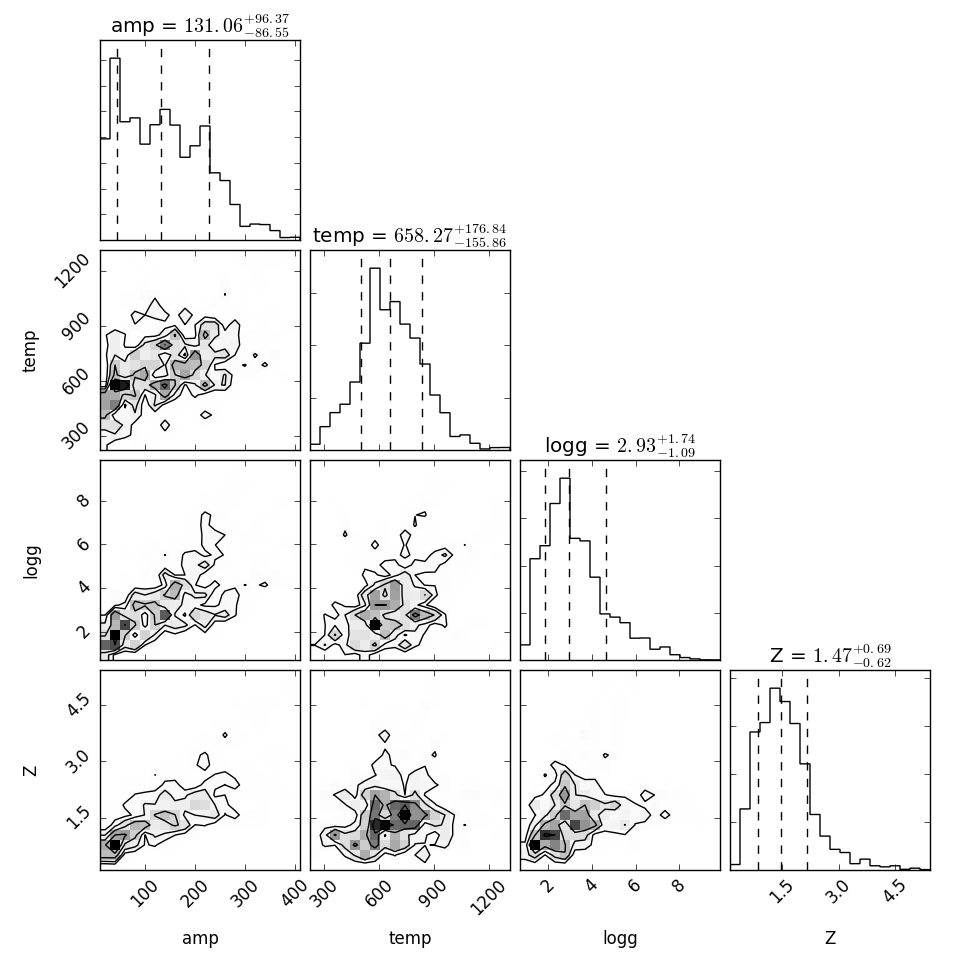 amp = 131.06+96.37−86.55
temp = 658.27+176.84−155.86
1200
900
600
300
temp
logg = 2.93+1.74−1.09
8
6
4
2
logg
Z = 1.47+0.69−0.62
4.5
3.0
1.5
Z
100 200 300 400 300 600 900 1200 2 4 6 8 1.5 3.0 4.5
amp temp logg Z